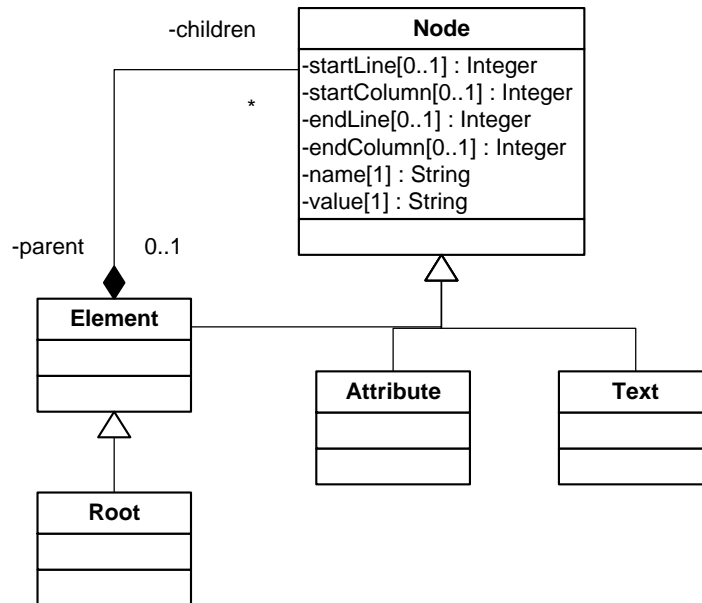 Node
-children
-startLine[0..1] : Integer
-startColumn[0..1] : Integer
*
-endLine[0..1] : Integer
-endColumn[0..1] : Integer
-name[1] : String
-value[1] : String
-parent 0..1
Element
Attribute
Text
Root